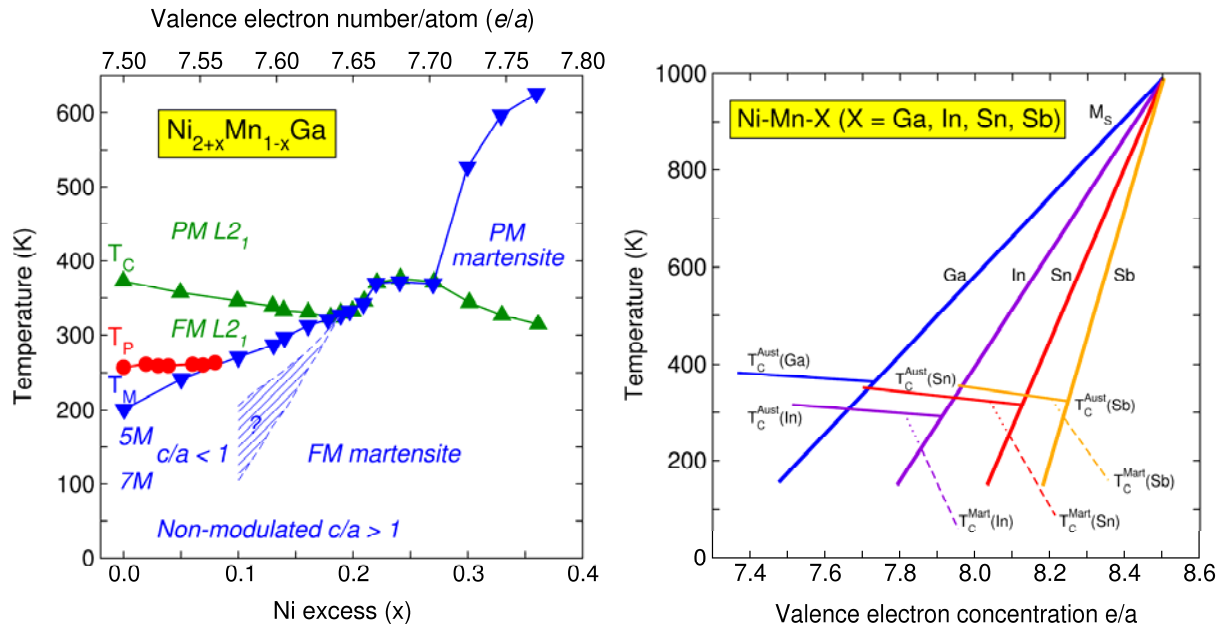 Valence electron number/atom (e/a)
7.50 7.56 7.60 7.65 7.70 7.75 7.80
Ni2+xMn1-xGa
PM L21
PM
martensite
TC
FM L21
TP
TM
5M
c/a < 1
7M
?
FM martensite
Non-modulated c/a > 1
600
500
400
300
200
100
0
Temperature (K)
0.0 0.1 0.2 0.3 0.4
Ni excess (x)
1000
800
600
400
200
0
Temperature (K)
Ni-Mn-X (X = Ga, In, Sn, Sb)
MS
Ga In Sn Sb
TCAust(Ga)
TCAust(Sn)
TCAust(In)
TCAust(Sb)
TCMart(Sb)
TCMart(In)
TCMart(Sn)
7.4 7.6 7.8 8.0 8.2 8.4 8.6
Valence electron concentration e/a